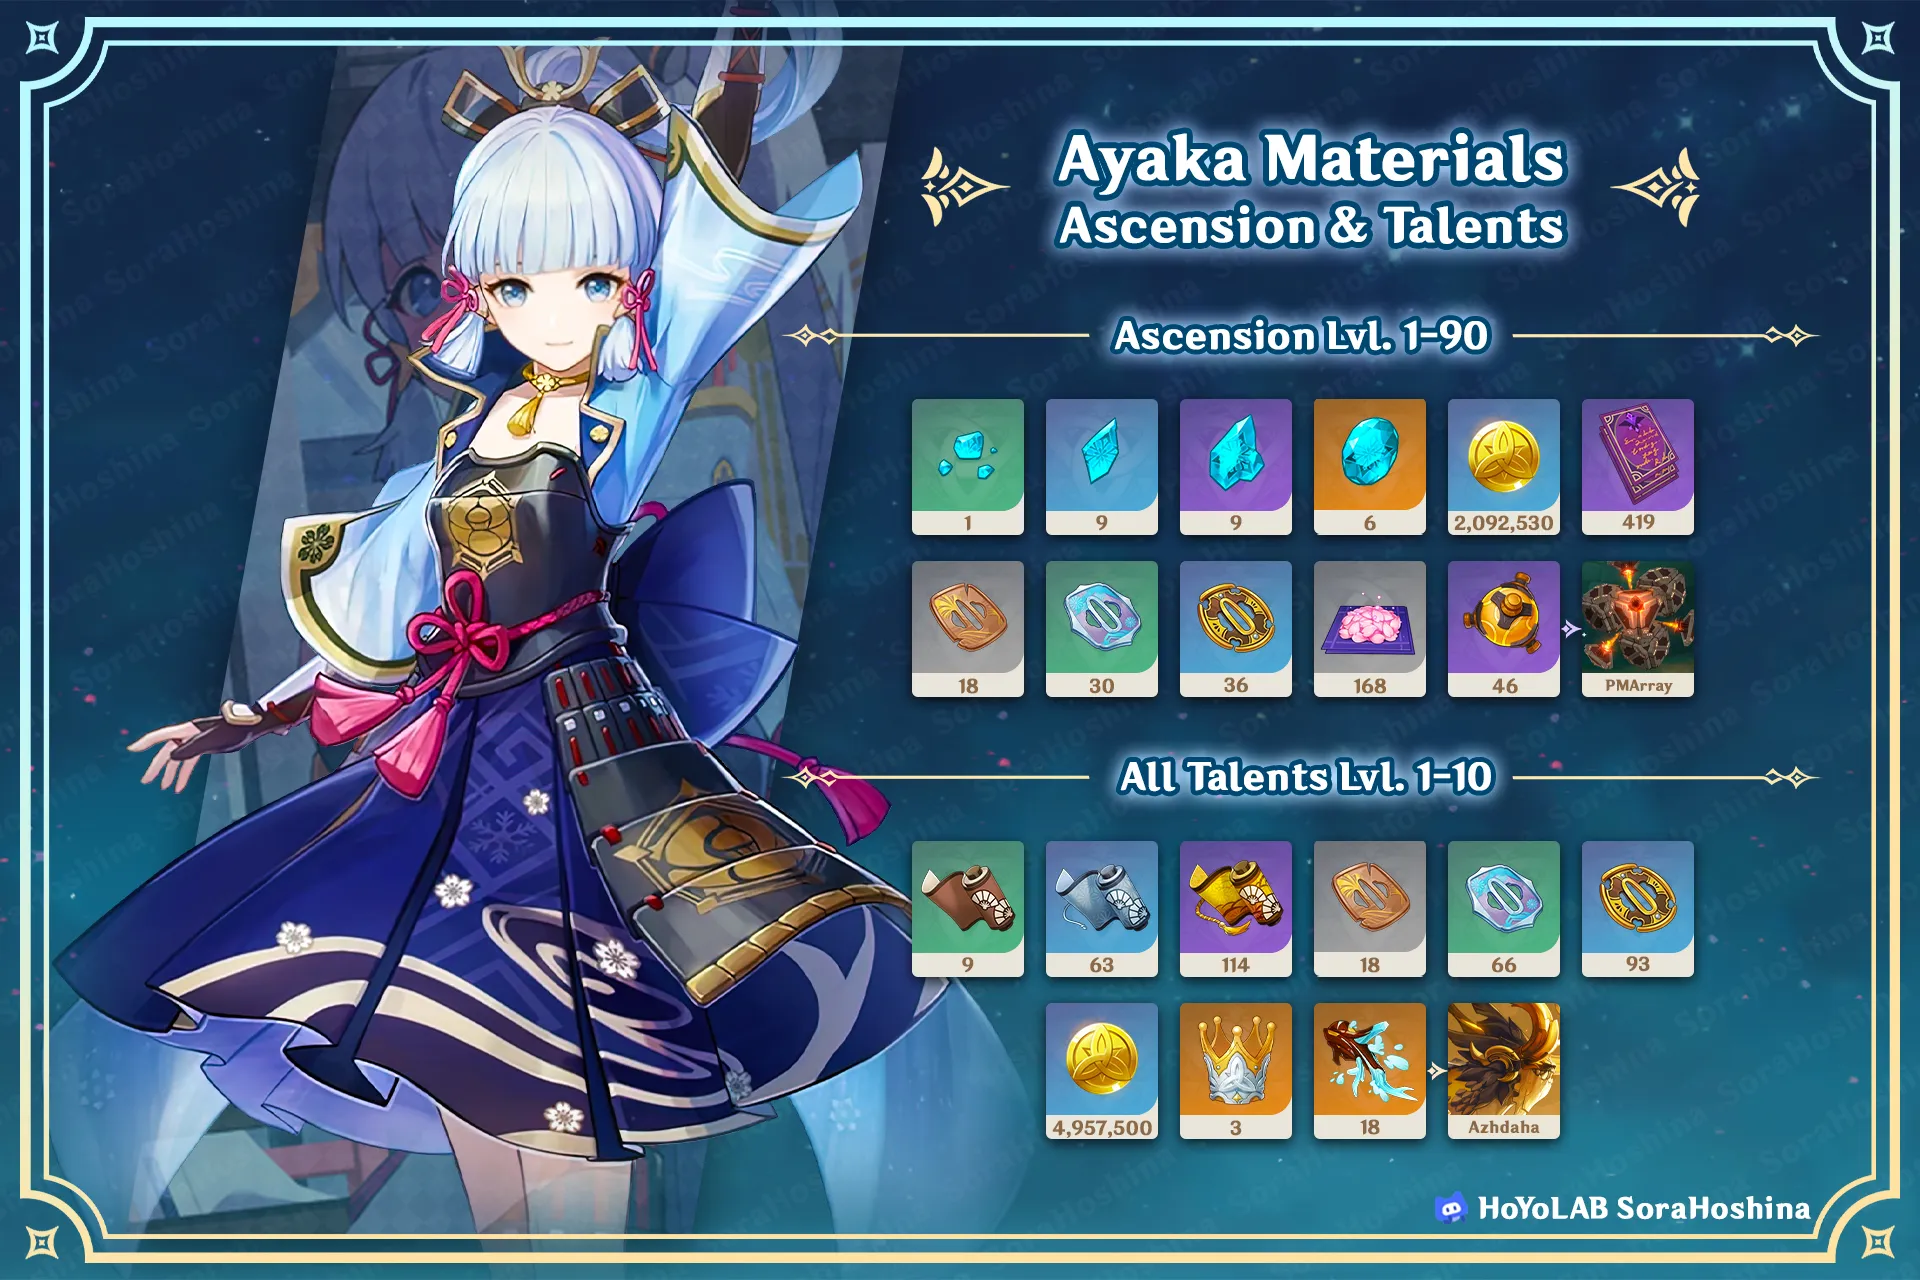 Ayaka Materials
Ascension & Talents
Ascension Lvl. 1-90
1 9 9 6 2,092,530 419
18 30 36 168 46 PMArray
All Talents Lvl. 1-10
9 63 114 18 66 93
4,957,500 3 18 Azhdaha
HoYoLAB SoraHoshina